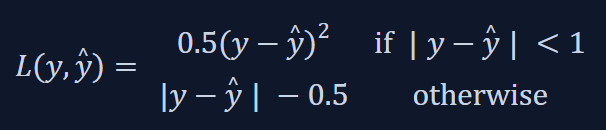 L(y, ŷ) = 0.5(y − ŷ)² if | y − ŷ | < 1
|y − ŷ | − 0.5 otherwise